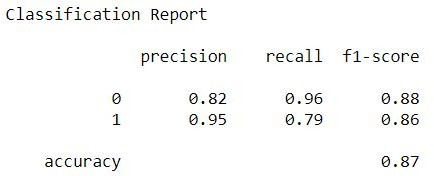 Classification Report
precision recall f1-score
0 0.82 0.96 0.88
1 0.95 0.79 0.86
accuracy 0.87